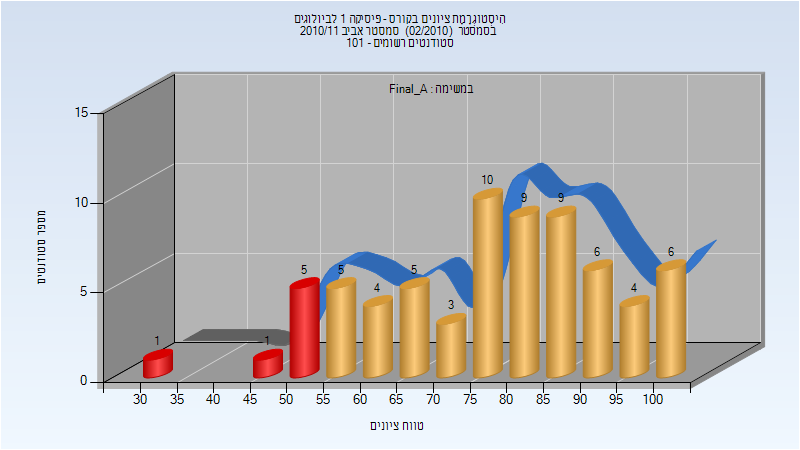 היסטוגרמת ציונים בקורס - פיסיקה 1 לביולוגים
בסמסטר (02/2010) סמסטר אביב 2010/11
סטודנטים רשומים - 101
במשימה : Final_A
מספר סטודנטים
15
10
5
0
1
1
5
5
4
5
3
10
9
9
6
4
6
30 35 40 45 50 55 60 65 70 75 80 85 90 95 100
טווח ציונים